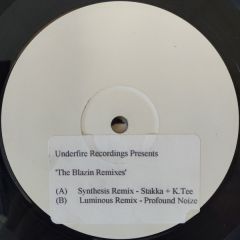 Underfire Recordings Presents
'The Blazin Remixes'
(A) Synthesis Remix - Stakka + K.Tee
(B) Luminous Remix - Profound Noize